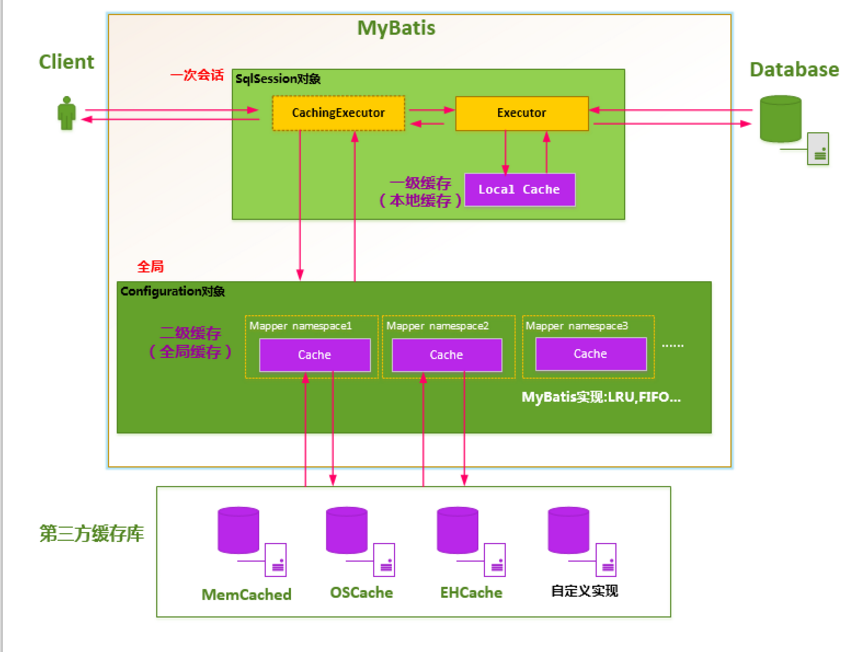 MyBatis
Client
一次会话
SqlSession对象
Database
CachingExecutor
Executor
一级缓存
（本地缓存）
Local Cache
全局
Configuration对象
二级缓存
（全局缓存）
Mapper namespace1
Mapper namespace2
Mapper namespace3
Cache
Cache
Cache
......
MyBatis实现:LRU,FIFO...
第三方缓存库
MemCached
OSCache
EHCache
自定义实现